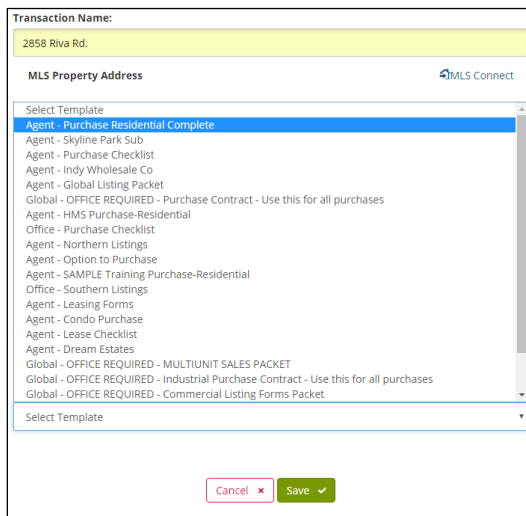 Transaction Name:
2858 Riva Rd.
MLS Property Address
MLS Connect
Select Template
Agent - Purchase Residential Complete
Agent - Skyline Park Sub
Agent - Purchase Checklist
Agent - Indy Wholesale Co
Agent - Global Listing Packet
Global - OFFICE REQUIRED - Purchase Contract - Use this for all purchases
Agent - HMS Purchase-Residential
Office - Purchase Checklist
Agent - Northern Listings
Agent - Option to Purchase
Agent - SAMPLE Training Purchase-Residential
Office - Southern Listings
Agent - Leasing Forms
Agent - Condo Purchase
Agent - Lease Checklist
Agent - Dream Estates
Global - OFFICE REQUIRED - MULTIUNIT SALES PACKET
Global - OFFICE REQUIRED - Industrial Purchase Contract - Use this for all purchases
Global - OFFICE REQUIRED - Commercial Listing Forms Packet
Select Template
Cancel × Save ✓